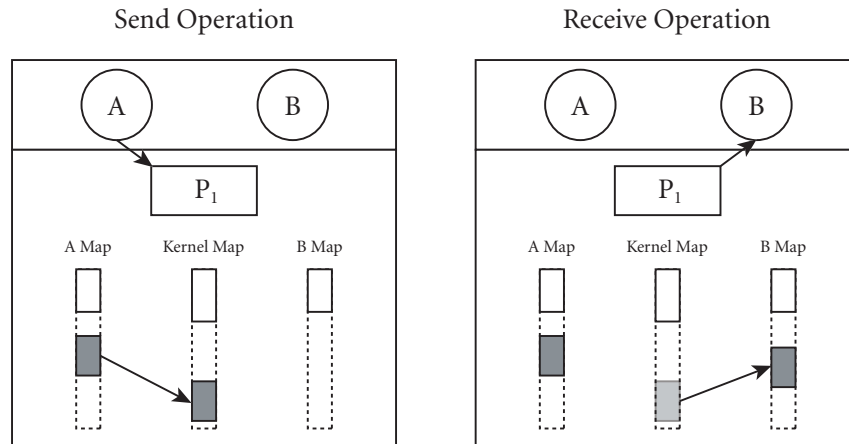 Send Operation
A
B
P1
A Map
Kernel Map
B Map
Receive Operation
A
B
P1
A Map
Kernel Map
B Map